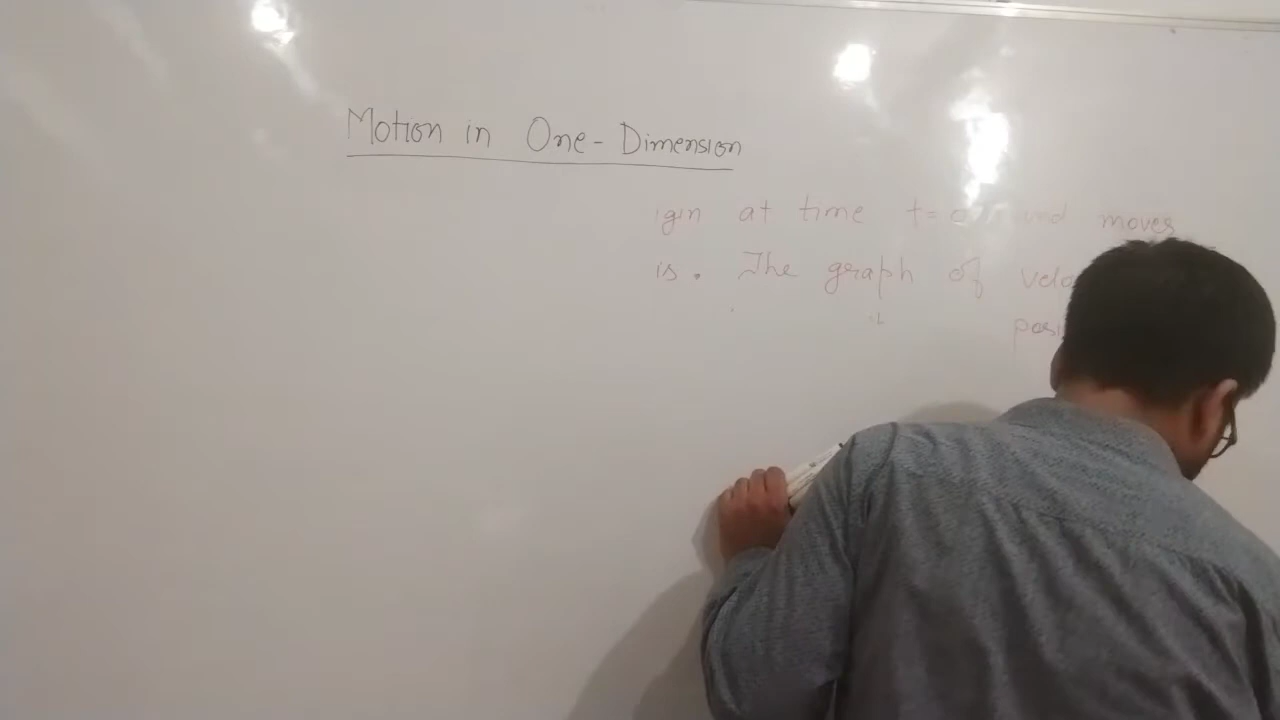 Motion in One-Dimension
igin at time t=0 and moves
is. The graph of velo
posi